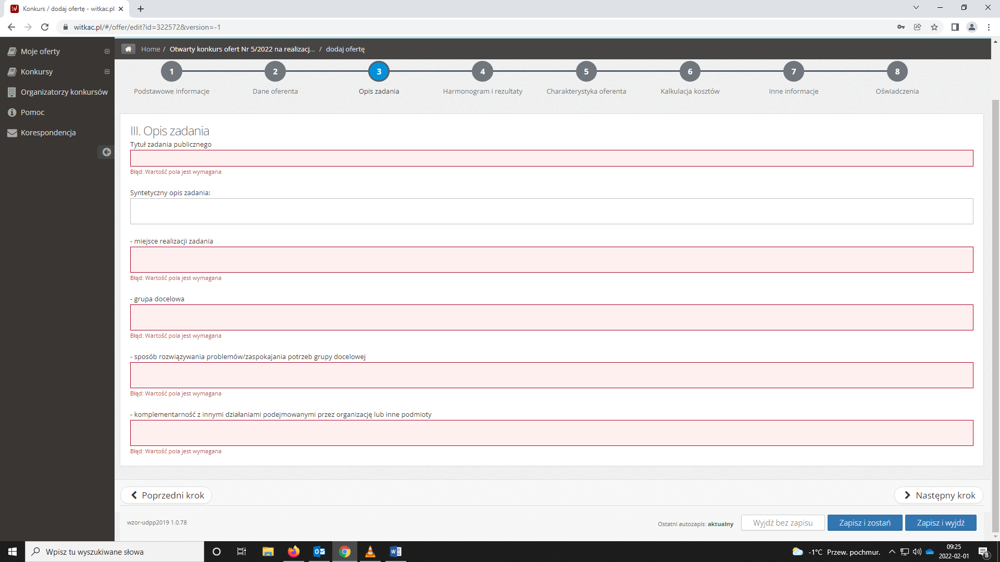 Konkurs / dodaj ofertę - witkac.pl
witkac.pl/#/offer/edit?id=322572&version=-1
Moje oferty
Konkursy
Organizatorzy konkursów
Pomoc
Korespondencja
Home / Otwarty konkurs ofert Nr 5/2022 na realizacj... / dodaj ofertę
1 2 3 4 5 6 7 8
Podstawowe informacje Dane oferenta Opis zadania Harmonogram i rezultaty Charakterystyka oferenta Kalkulacja kosztów Inne informacje Oświadczenia
III. Opis zadania
Tytuł zadania publicznego
Błąd: Wartość pola jest wymagana
Syntetyczny opis zadania:
- miejsce realizacji zadania
Błąd: Wartość pola jest wymagana
- grupa docelowa
Błąd: Wartość pola jest wymagana
- sposób rozwiązywania problemów/zaspokajania potrzeb grupy docelowej
Błąd: Wartość pola jest wymagana
- komplementarność z innymi działaniami podejmowanymi przez organizację lub inne podmioty
Błąd: Wartość pola jest wymagana
Poprzedni krok
Następny krok
wzor-udpp2019 1.0.78
Ostatni autozapis: aktualny
Wyjdź bez zapisu
Zapisz i zostań
Zapisz i wyjdź
Wpisz tu wyszukiwane słowa
-1°C Przew. pochmur.
09:25
2022-02-01
8